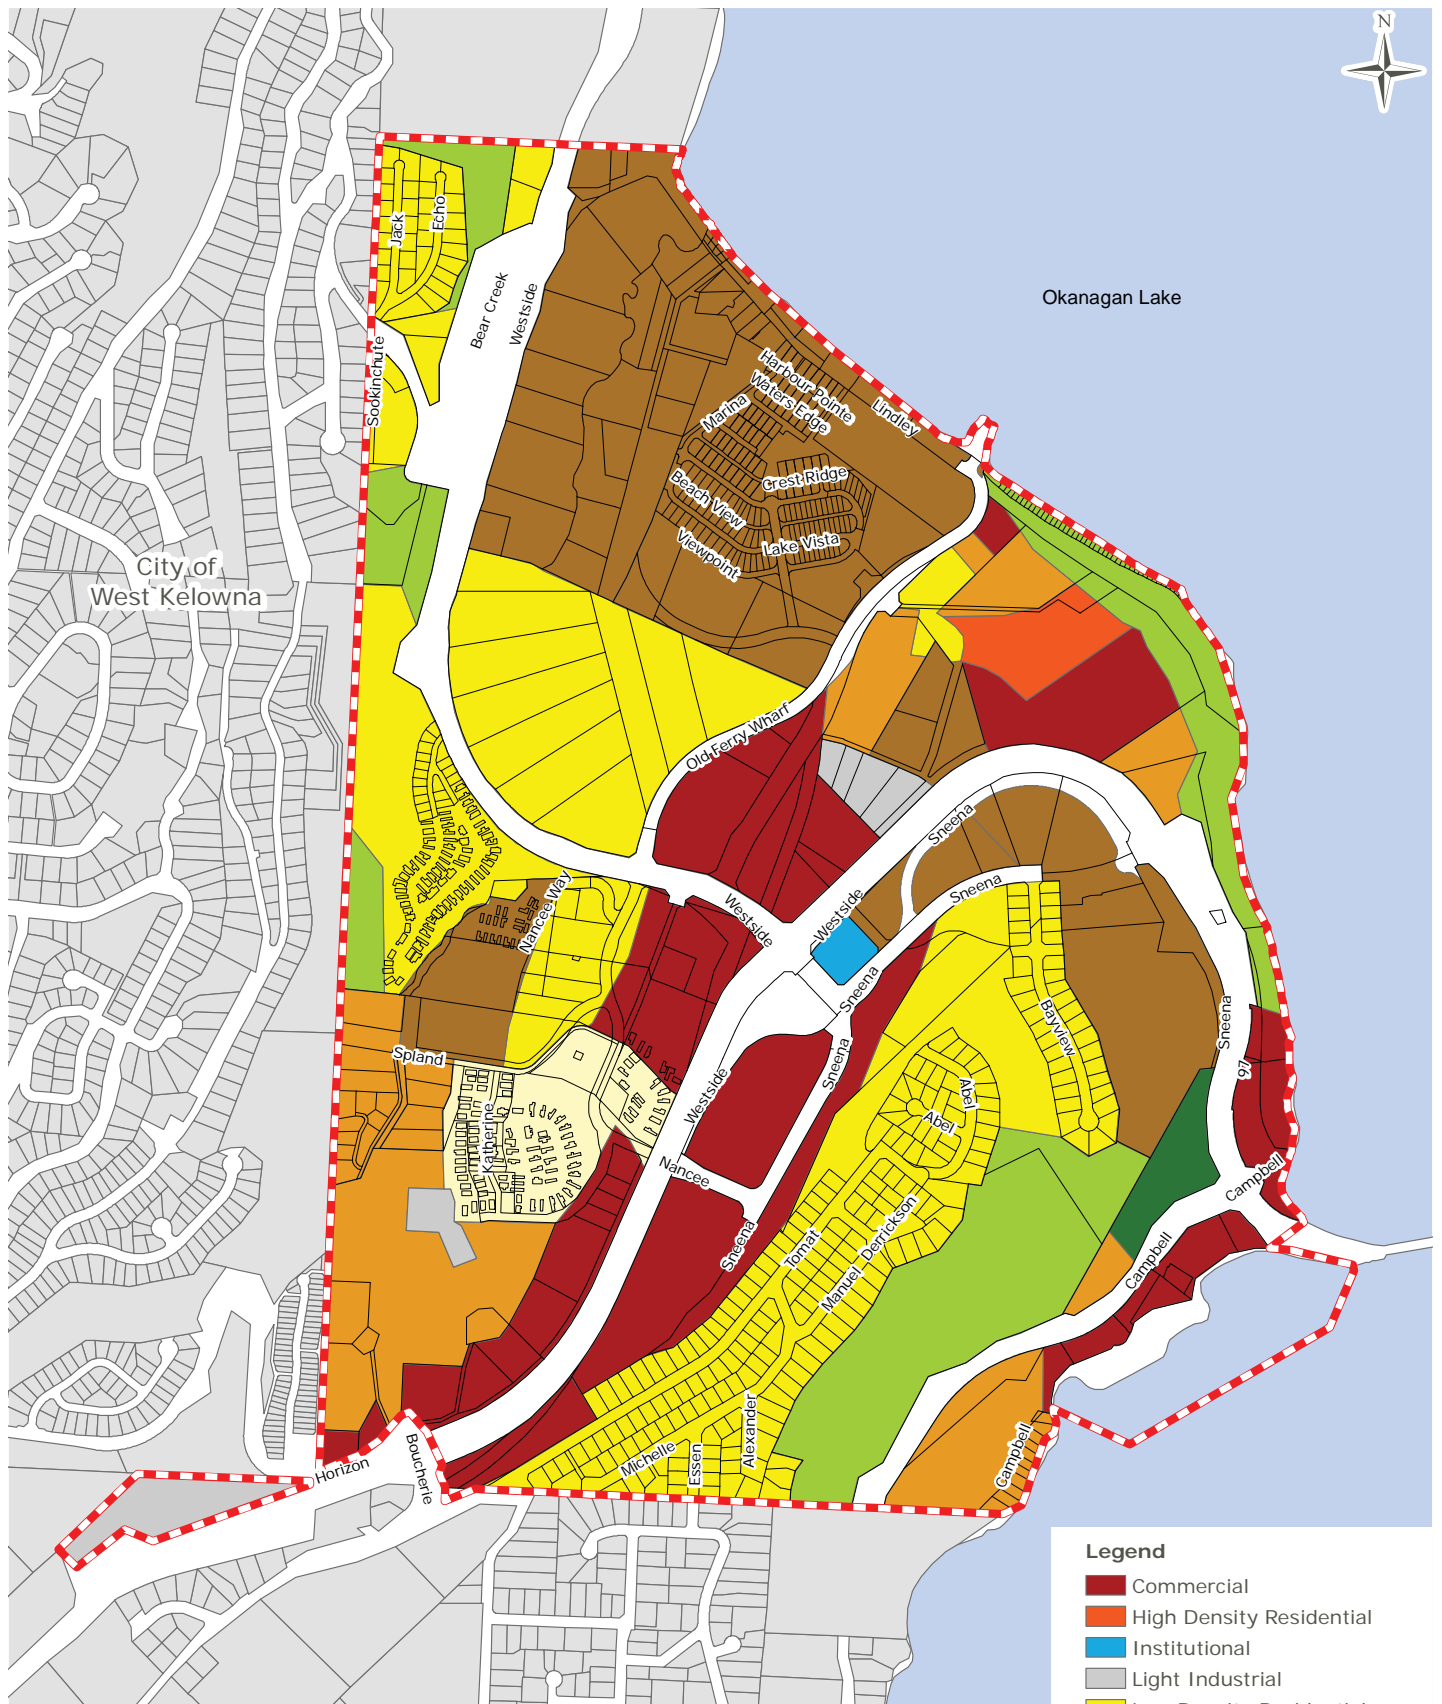 N
Okanagan Lake
Jack
Echo
Bear Creek
Westside
Sookinchute
Harbour Pointe
Waters Edge
Marina
Lindley
Crest Ridge
Beach View
Lake Vista
Viewpoint
City of
West Kelowna
Old Ferry Wharf
Sneena
Sneena
Westside
Westside
Nancee Way
Sneena
Bayview
Sneena
97
Spland
Sneena
Westside
Abel
Abel
Katherine
Nancee
Campbell
Derrickson
Manuel
Tomat
Sneena
Campbell
Alexander
Michelle
Essen
Campbell
Horizon
Boucherie
Legend
Commercial
High Density Residential
Institutional
Light Industrial
Low Density Residential